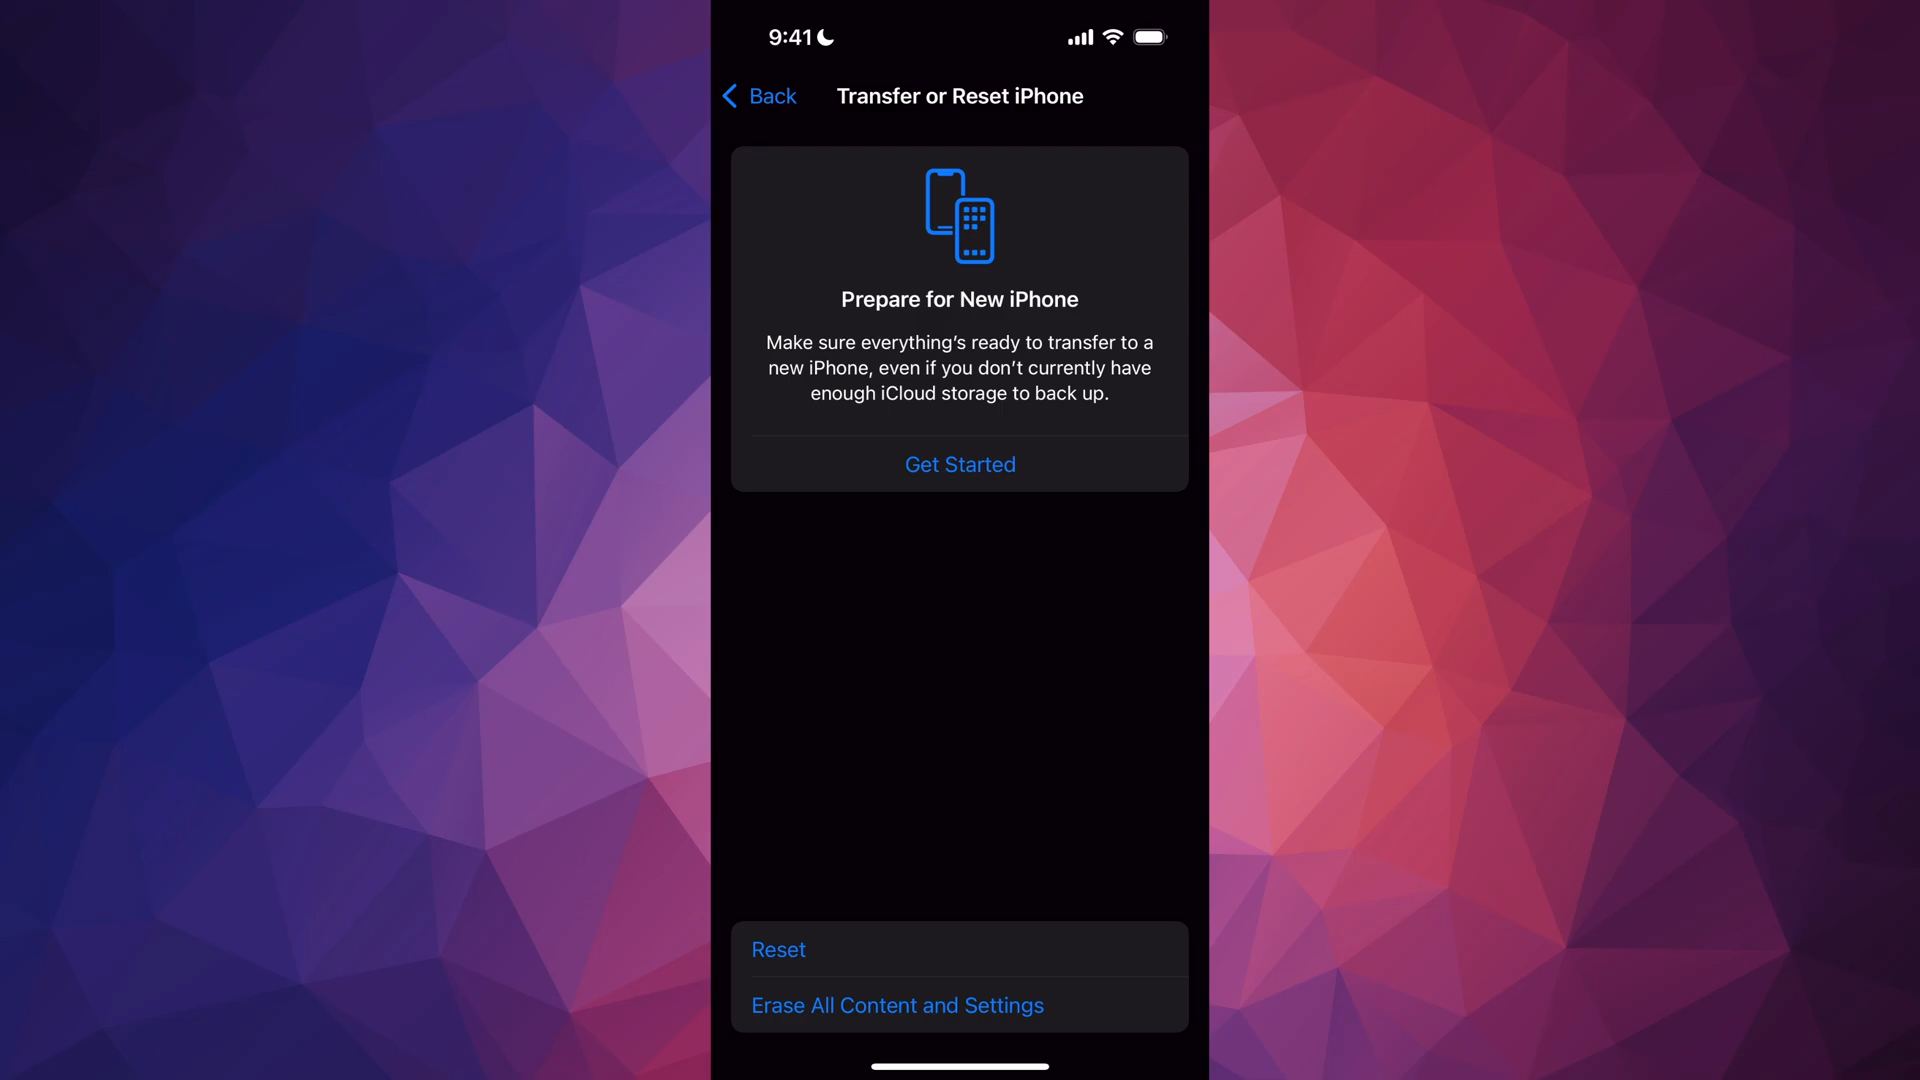 9:41
Back
Transfer or Reset iPhone
Prepare for New iPhone
Make sure everything’s ready to transfer to a
new iPhone, even if you don’t currently have
enough iCloud storage to back up.
Get Started
Reset
Erase All Content and Settings